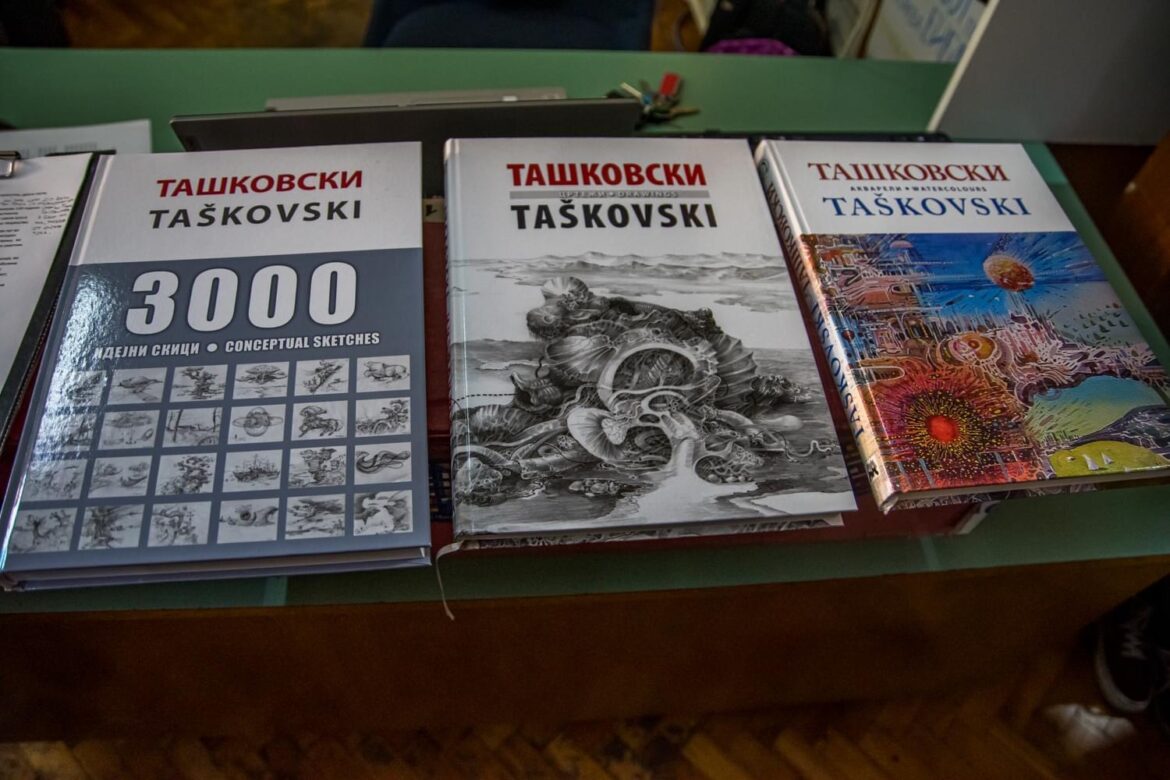 ТАШКОВСКИ
TAŠKOVSKI
3000
ИДЕЈНИ СКИЦИ • CONCEPTUAL SKETCHES
ТАШКОВСКИ
ЦРТЕЖИ • DRAWINGS
TAŠKOVSKI
ТАШКОВСКИ
АКВАРЕЛИ • WATERCOLOURS
TAŠKOVSKI